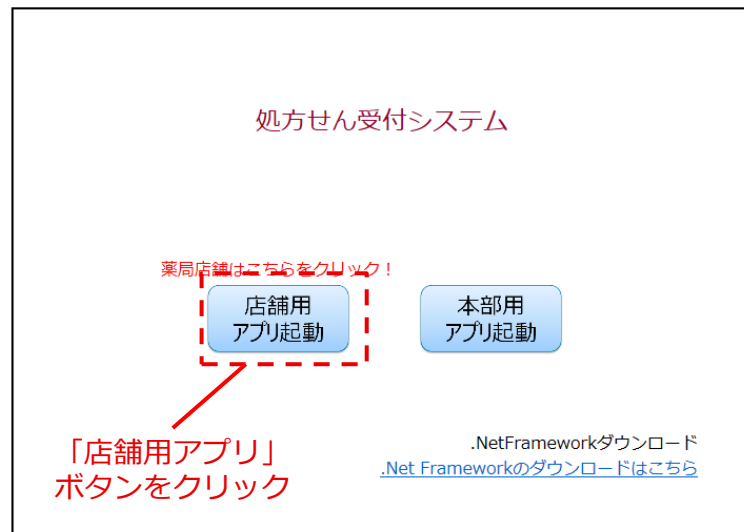 処方せん受付システム
薬局店舗はこちらをクリック！
店舗用
アプリ起動
本部用
アプリ起動
「店舗用アプリ」
ボタンをクリック
.NetFrameworkダウンロード
.Net Frameworkのダウンロードはこちら